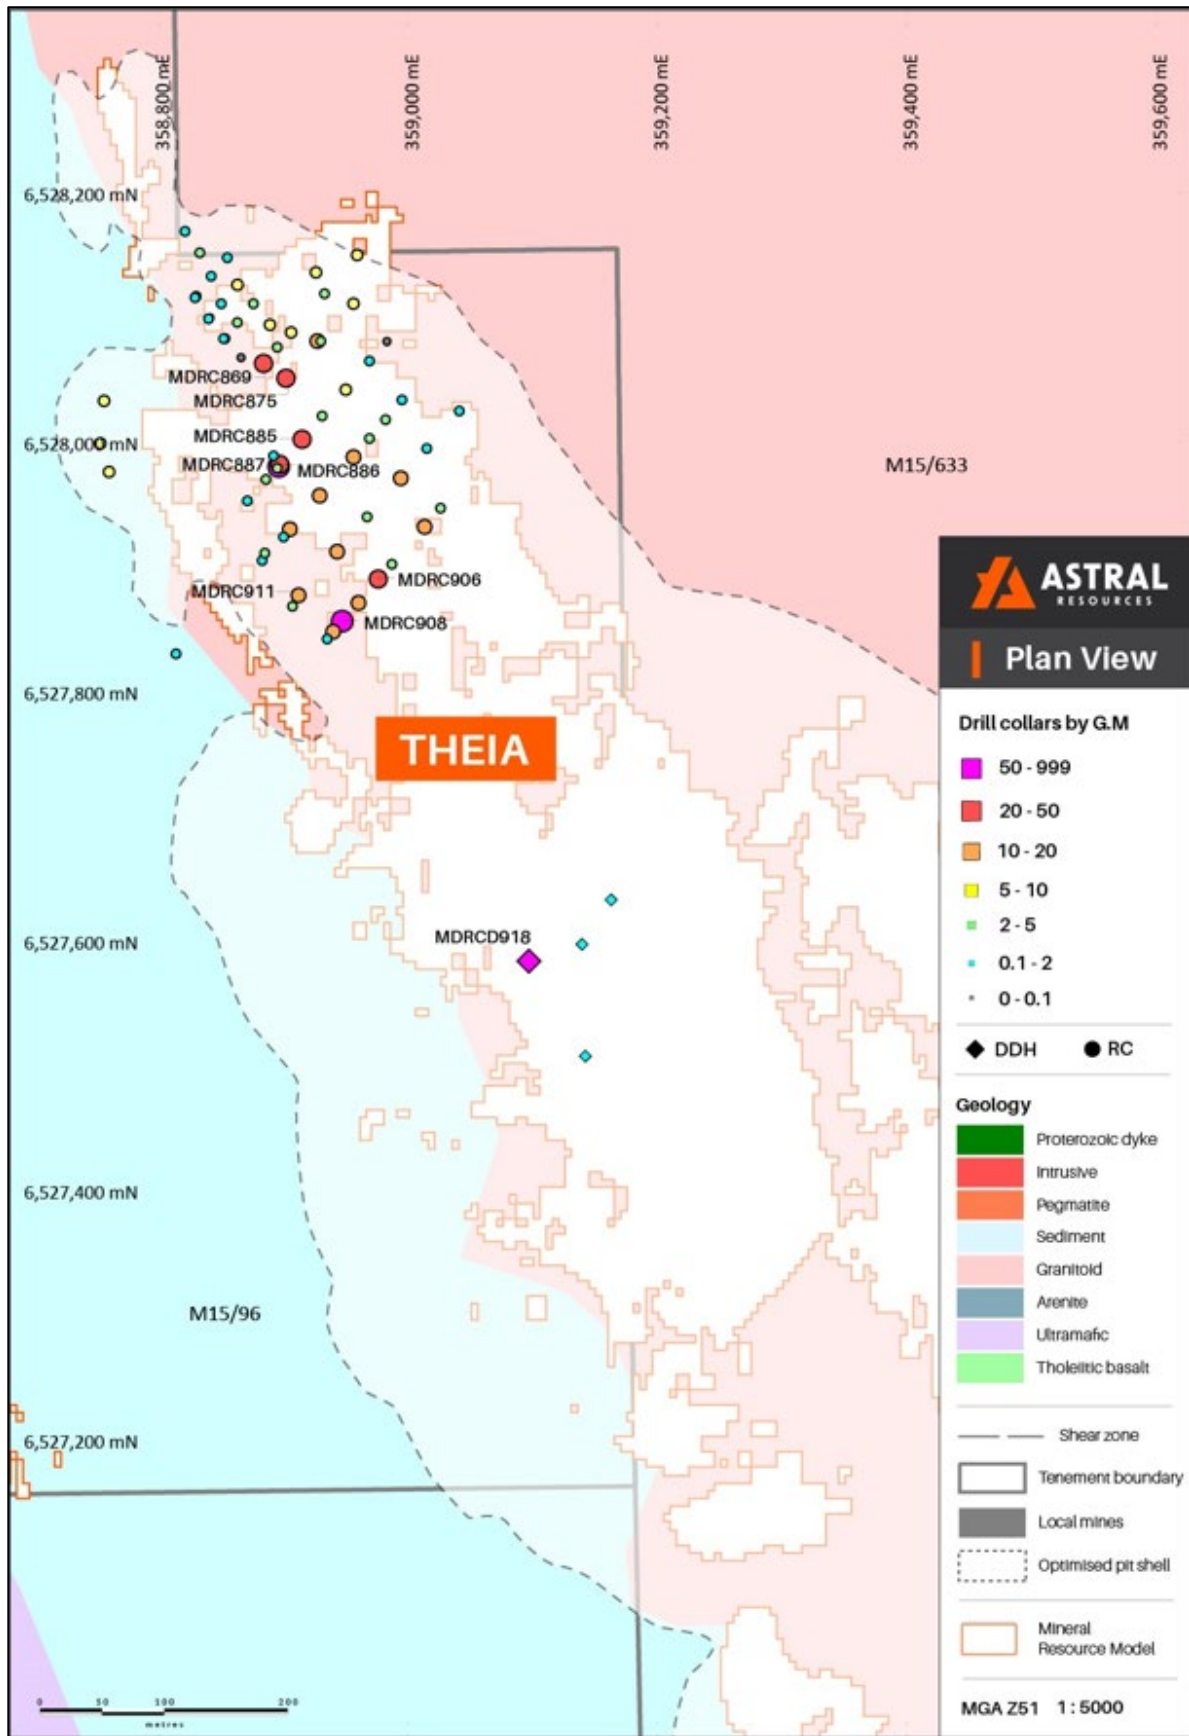 358,800 mE
359,000 mE
359,200 mE
359,400 mE
359,600 mE
6,528,200 mN
MDRC869
MDRC875
MDRC885
6,528,000 mN
MDRC887
MDRC886
M15/633
MDRC906
MDRC911
MDRC908
6,527,800 mN
THEIA
MDRCD918
6,527,600 mN
6,527,400 mN
M15/96
6,527,200 mN
0 50 100 200
metres
ASTRAL
RESOURCES
Plan View
Drill collars by G.M
50 - 999
20 - 50
10 - 20
5 - 10
2 - 5
0.1 - 2
0 - 0.1
DDH RC
Geology
Proterozoic dyke
Intrusive
Pegmatite
Sediment
Granitoid
Arenite
Ultramafic
Tholeiitic basalt
Shear zone
Tenement boundary
Local mines
Optimised pit shell
Mineral
Resource Model
MGA Z51 1 : 5000